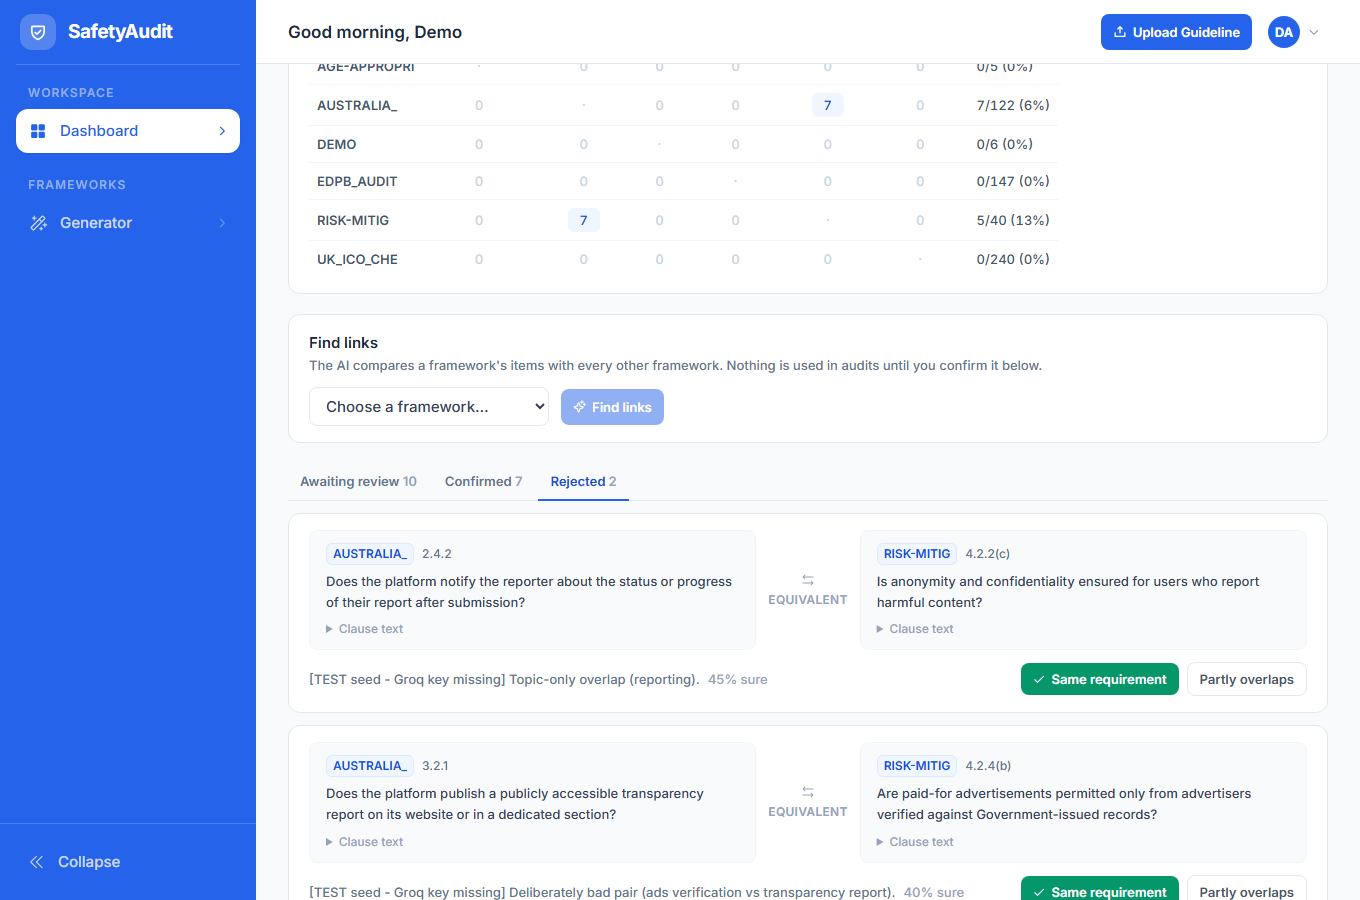 SafetyAudit
WORKSPACE
Dashboard
FRAMEWORKS
Generator
Collapse
Good morning, Demo
Upload Guideline
DA
AGE-APPROPRI · 0 0 0 0 0 0/5 (0%)
AUSTRALIA_ 0 · 0 0 7 0 7/122 (6%)
DEMO 0 0 · 0 0 0 0/6 (0%)
EDPB_AUDIT 0 0 0 · 0 0 0/147 (0%)
RISK-MITIG 0 7 0 0 · 0 5/40 (13%)
UK_ICO_CHE 0 0 0 0 0 · 0/240 (0%)
Find links
The AI compares a framework's items with every other framework. Nothing is used in audits until you confirm it below.
Choose a framework...
Find links
Awaiting review 10 Confirmed 7 Rejected 2
AUSTRALIA_ 2.4.2
Does the platform notify the reporter about the status or progress
of their report after submission?
Clause text
EQUIVALENT
RISK-MITIG 4.2.2(c)
Is anonymity and confidentiality ensured for users who report
harmful content?
Clause text
[TEST seed - Groq key missing] Topic-only overlap (reporting). 45% sure
Same requirement
Partly overlaps
AUSTRALIA_ 3.2.1
Does the platform publish a publicly accessible transparency
report on its website or in a dedicated section?
Clause text
EQUIVALENT
RISK-MITIG 4.2.4(b)
Are paid-for advertisements permitted only from advertisers
verified against Government-issued records?
Clause text
[TEST seed - Groq key missing] Deliberately bad pair (ads verification vs transparency report). 40% sure
Same requirement
Partly overlaps